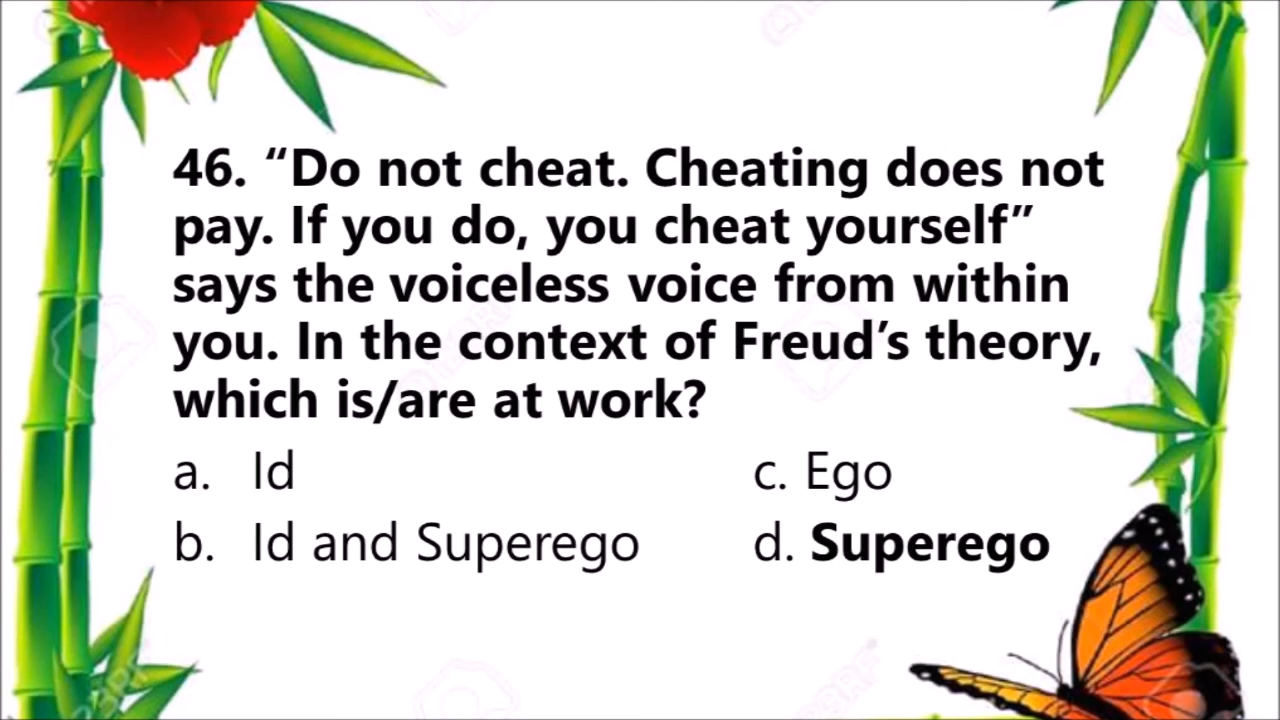 46. “Do not cheat. Cheating does not
pay. If you do, you cheat yourself”
says the voiceless voice from within
you. In the context of Freud’s theory,
which is/are at work?
a. Id c. Ego
b. Id and Superego d. Superego